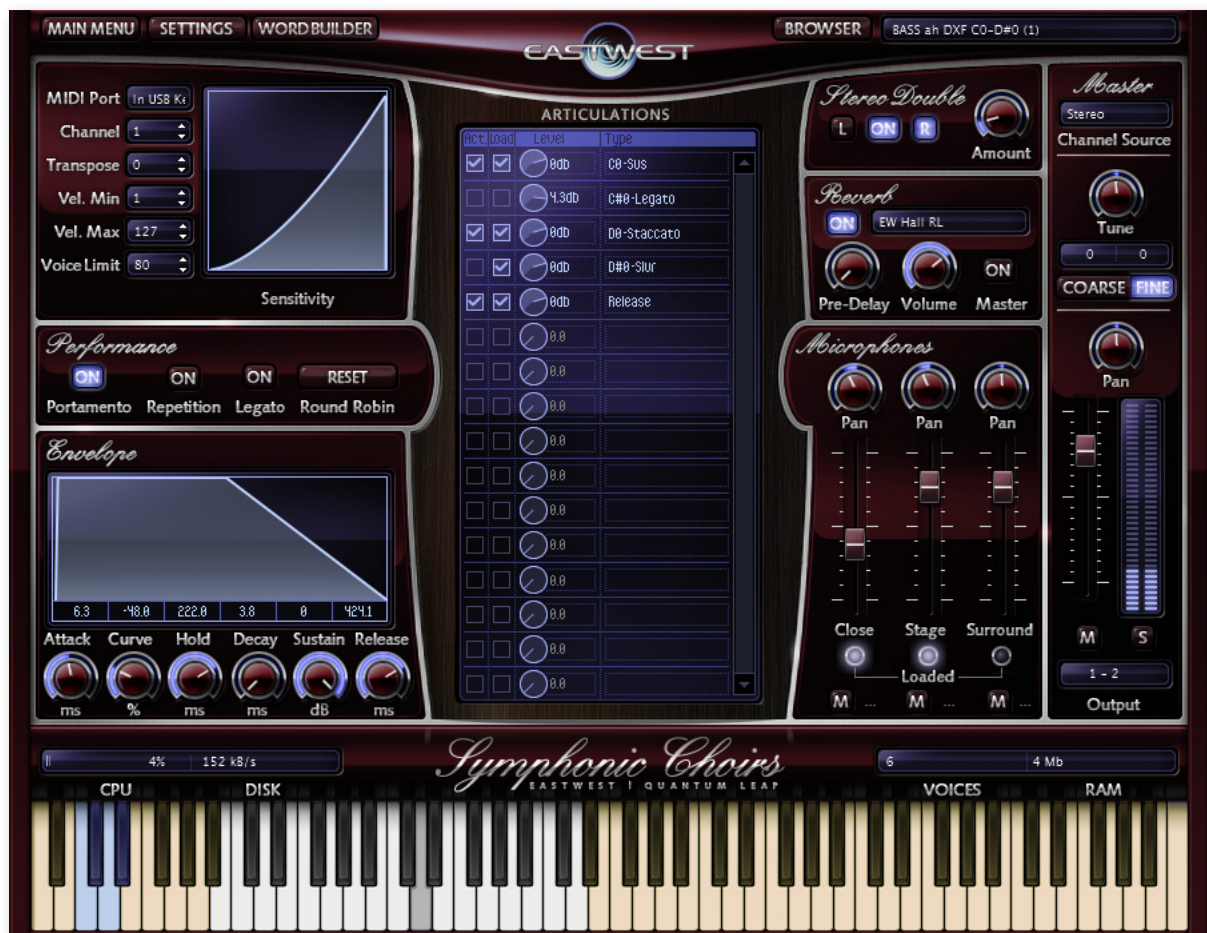 MAIN MENU SETTINGS WORDBUILDER
BROWSER BASS ah DXF C0-D#0 (1)
EASTWEST
MIDI Port In USB Ke
Channel 1
Transpose 0
Vel. Min 1
Vel. Max 127
Voice Limit 80
Sensitivity
Performance
ON ON ON RESET
Portamento Repetition Legato Round Robin
Envelope
6.3 -48.0 222.0 3.8 0 424.1
Attack Curve Hold Decay Sustain Release
ms % ms ms dB ms
ARTICULATIONS
Act. Load Level Type
0db C0-Sus
4.3db C#0-Legato
0db D0-Staccato
0db D#0-Slur
0db Release
0.0
0.0
0.0
0.0
0.0
0.0
0.0
0.0
0.0
0.0
0.0
Stereo Double
L ON R
Amount
Reverb
ON EW Hall RL
ON
Pre-Delay Volume Master
Microphones
Pan Pan Pan
Close Stage Surround
Loaded
M ... M ... M ...
Master
Stereo
Channel Source
Tune
0 0
COARSE FINE
Pan
M S
1 - 2
Output
4% 152 kB/s
CPU DISK
Symphonic Choirs
EASTWEST | QUANTUM LEAP
6 4 Mb
VOICES RAM